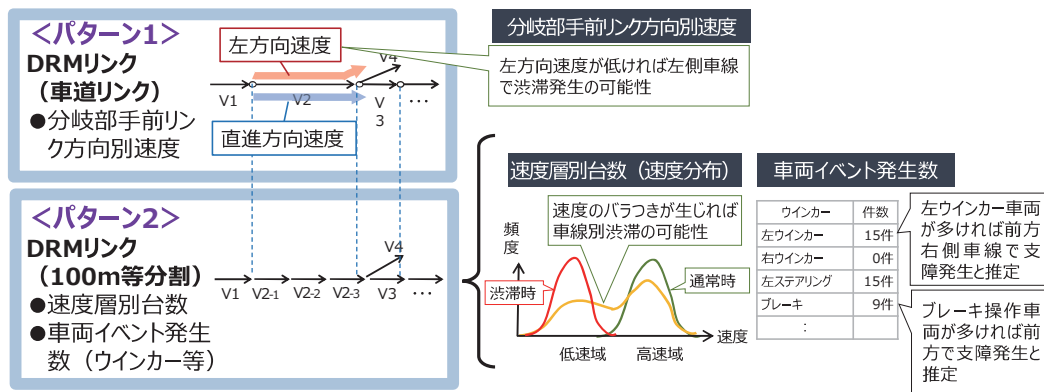 <パターン1>
DRMリンク
（車道リンク）
●分岐部手前リン
ク方向別速度
左方向速度
V4
V1
V2
V
3
…
直進方向速度
分岐部手前リンク方向別速度
左方向速度が低ければ左側車線
で渋滞発生の可能性
<パターン2>
DRMリンク
（100m等分割）
●速度層別台数
●車両イベント発生
数（ウインカー等）
V4
V1
V2-1
V2-2
V2-3
V3
…
速度層別台数（速度分布）
速度のバラつきが生じれば
車線別渋滞の可能性
頻
度
渋滞時
通常時
速度
低速域
高速域
車両イベント発生数
ウインカー 件数
左ウインカー 15件
右ウインカー 0件
左ステアリング 15件
ブレーキ 9件
:
左ウインカー車両
が多ければ前方
右側車線で支
障発生と推定
ブレーキ操作車
両が多ければ前
方で支障発生と
推定